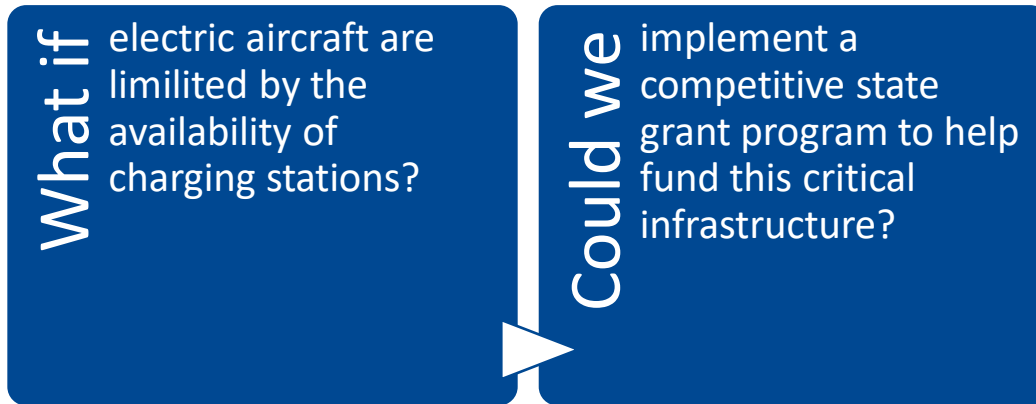 What if
electric aircraft are
limilited by the
availability of
charging stations?
Could we
implement a
competitive state
grant program to help
fund this critical
infrastructure?